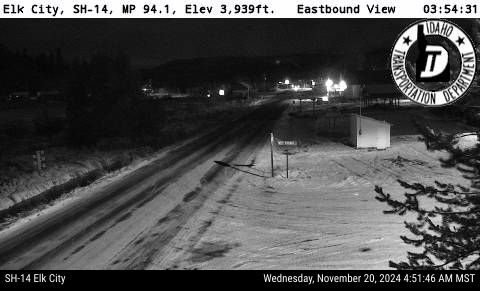 Elk City, SH-14, MP 94.1, Elev 3,939ft. Eastbound View 03:54:31
IDAHO
TRANSPORTATION DEPARTMENT
SH-14 Elk City Wednesday, November 20, 2024 4:51:46 AM MST